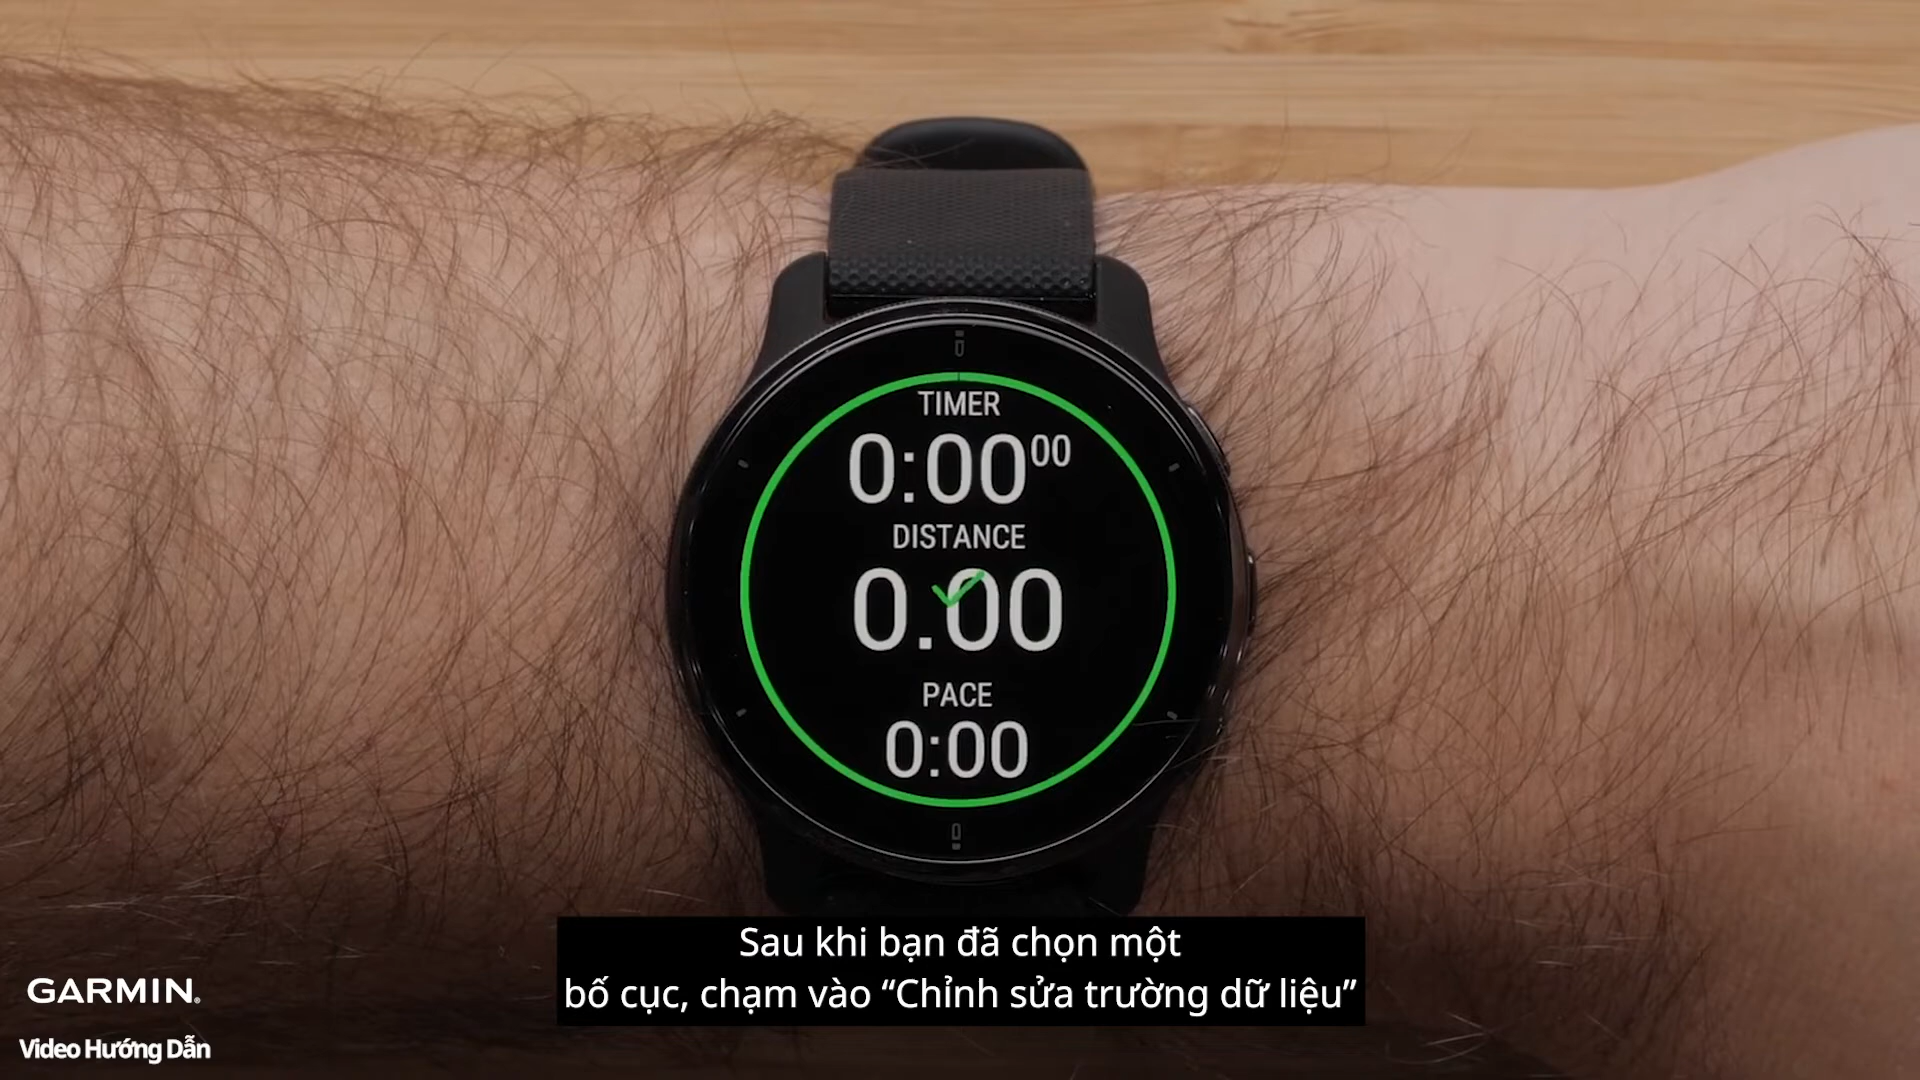 TIMER
0:00⁰⁰
DISTANCE
0.00
PACE
0:00
Sau khi bạn đã chọn một
bố cục, chạm vào “Chỉnh sửa trường dữ liệu”
GARMIN®
Video Hướng Dẫn